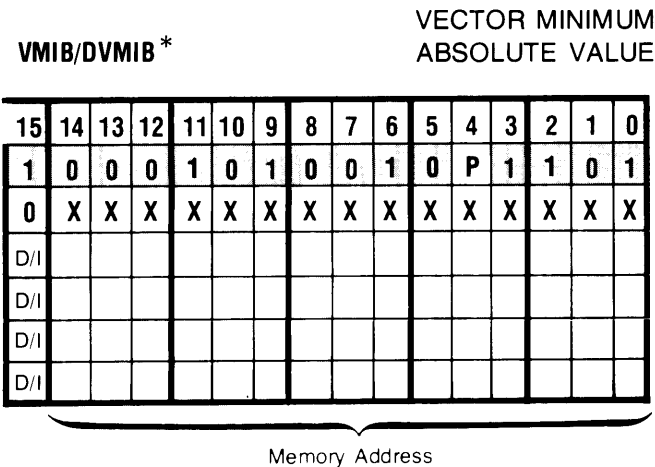 VECTOR MINIMUM
VMIB/DVMIB* ABSOLUTE VALUE
15 14 13 12 11 10 9 8 7 6 5 4 3 2 1 0
1 0 0 0 1 0 1 0 0 1 0 P 1 1 0 1
0 X X X X X X X X X X X X X X X
D/I
D/I
D/I
D/I
Memory Address